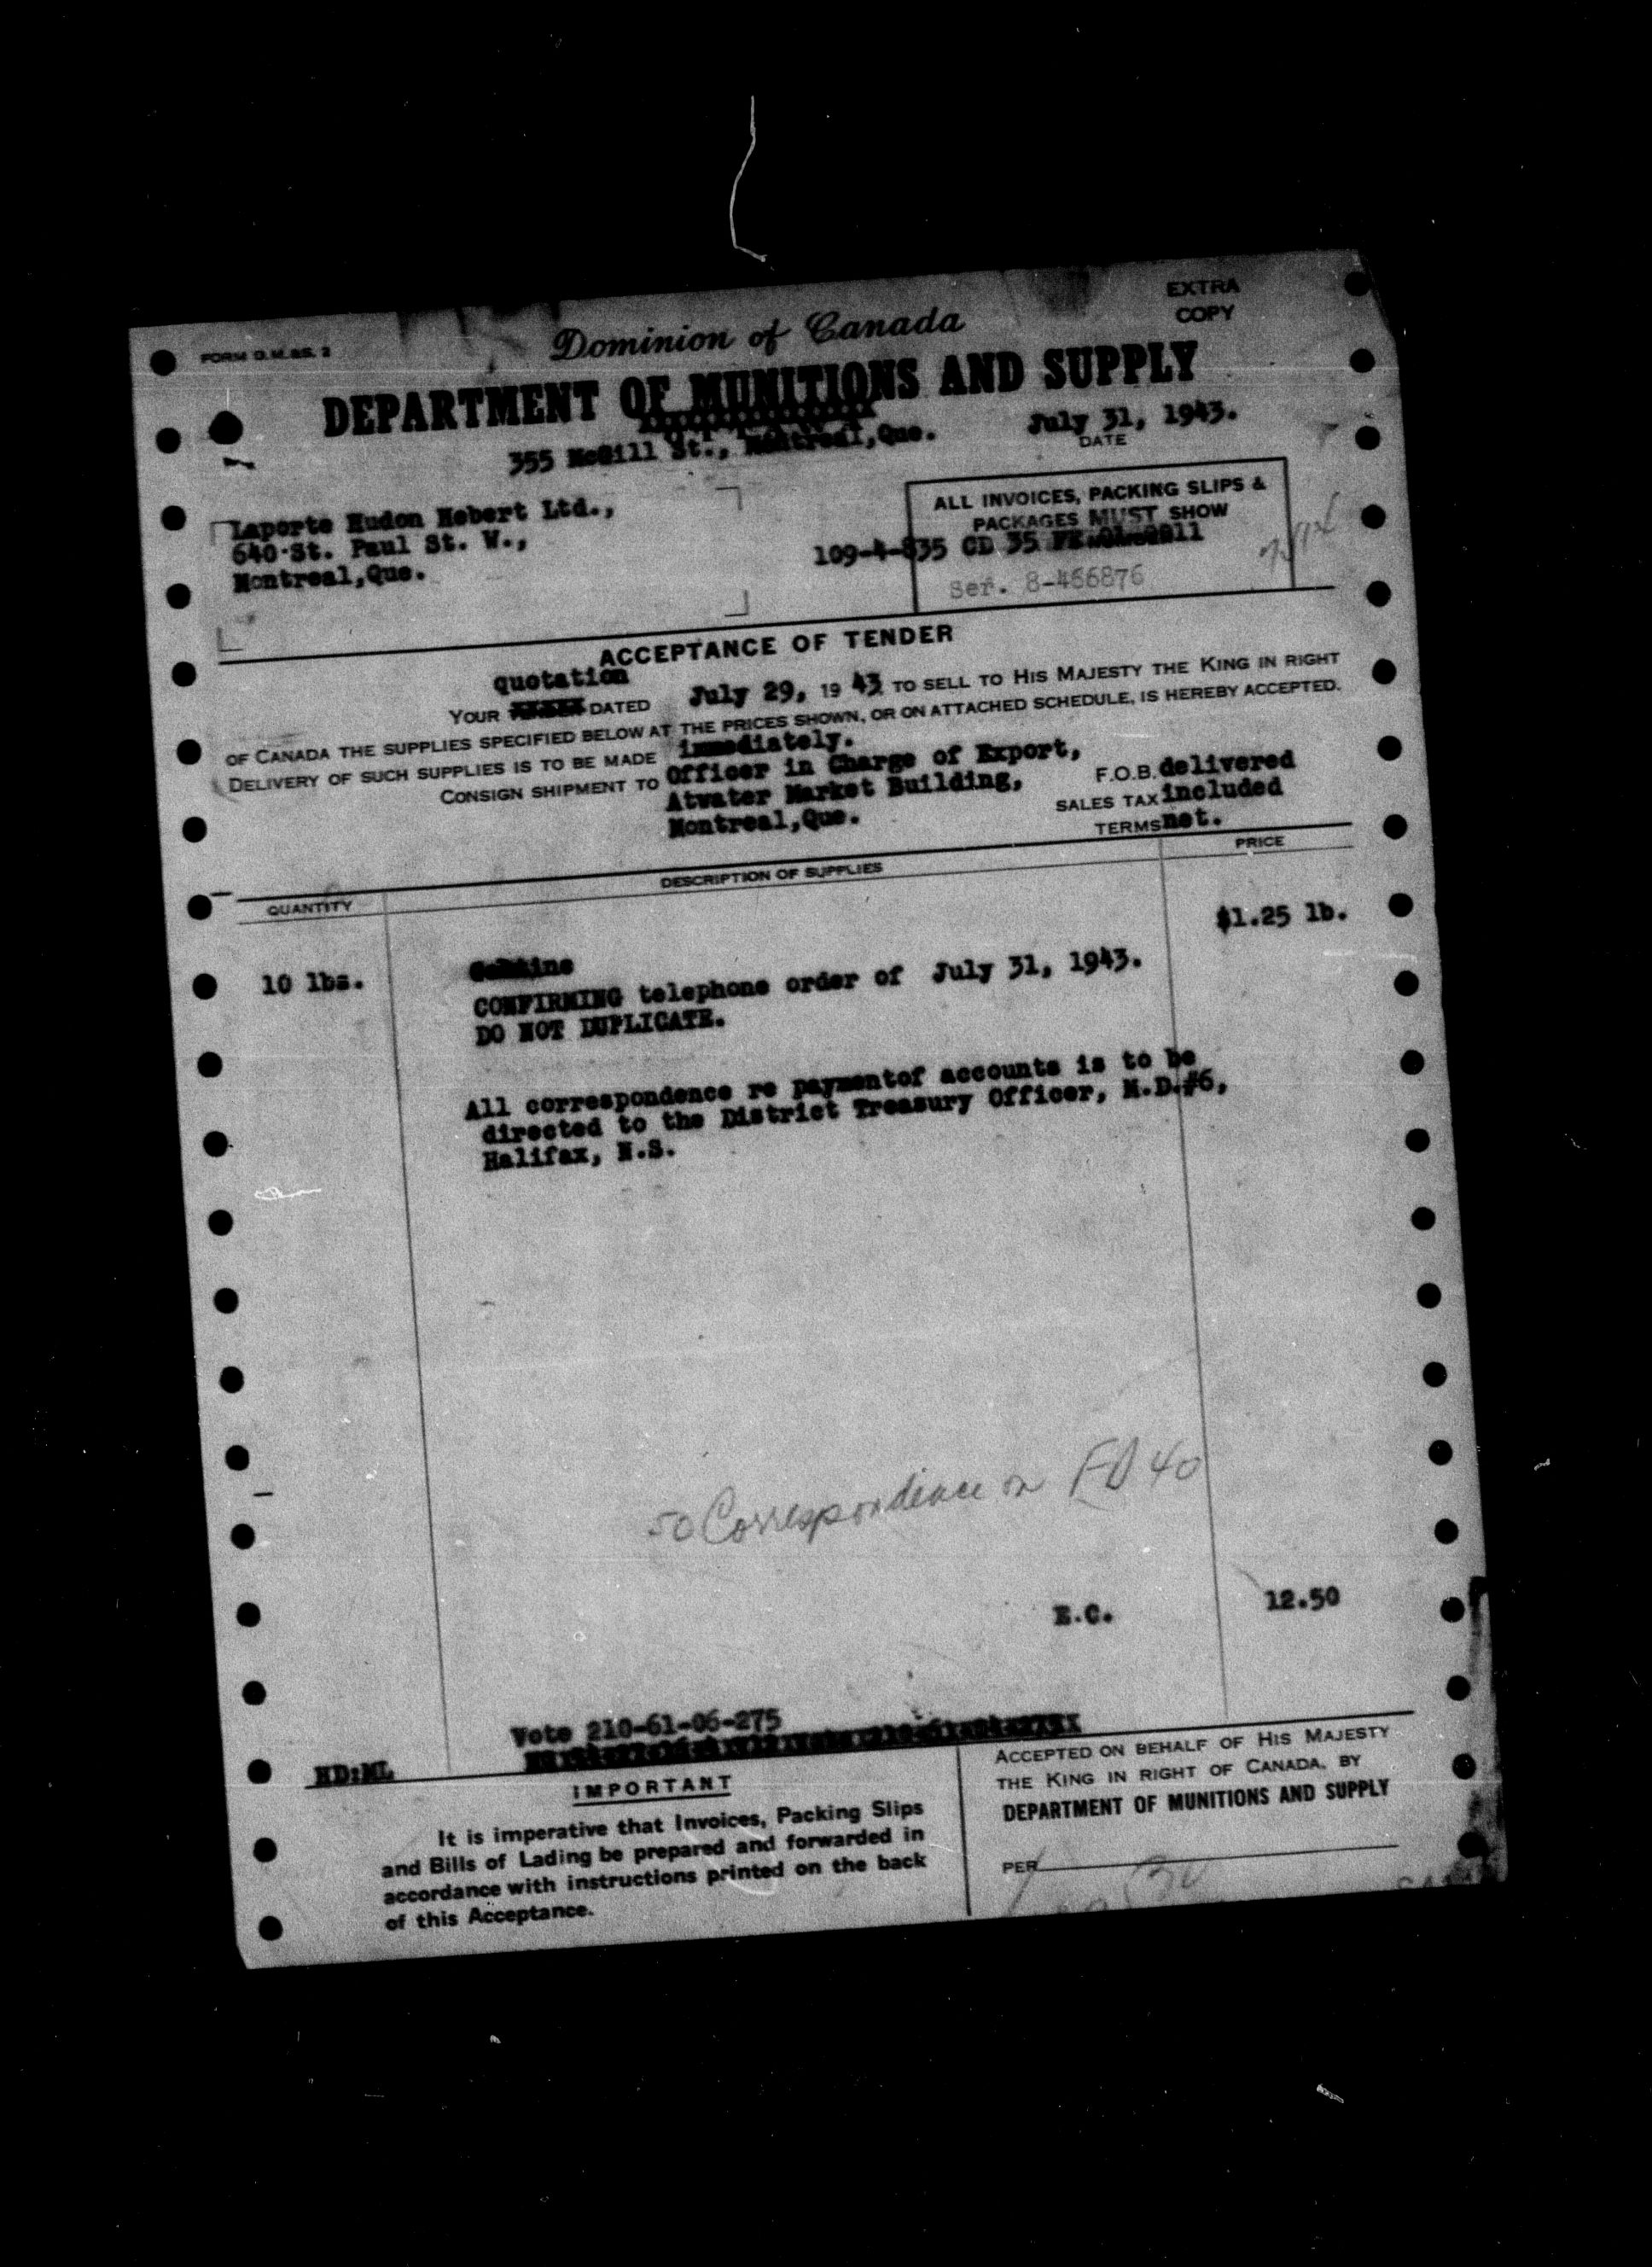 EXTRA
COPY
FORM D.M.&S. 2
Dominion of Canada
DEPARTMENT OF MUNITIONS AND SUPPLY
355 McGill St., Montreal,Que.
July 31, 1943.
DATE
Laporte Hudon Hebert Ltd.,
640 St. Paul St. W.,
Montreal,Que.
ALL INVOICES, PACKING SLIPS &
PACKAGES MUST SHOW
109-4-835 CD 35
Ser. 8-466876
ACCEPTANCE OF TENDER
quotation
YOUR DATED July 29, 19 43 TO SELL TO HIS MAJESTY THE KING IN RIGHT
OF CANADA THE SUPPLIES SPECIFIED BELOW AT THE PRICES SHOWN, OR ON ATTACHED SCHEDULE, IS HEREBY ACCEPTED.
DELIVERY OF SUCH SUPPLIES IS TO BE MADE immediately.
CONSIGN SHIPMENT TO Officer in Charge of Export,
Atwater Market Building,
Montreal,Que.
F.O.B. delivered
SALES TAX included
TERMS net.
QUANTITY
DESCRIPTION OF SUPPLIES
PRICE
10 lbs.
$1.25 lb.
CONFIRMING telephone order of July 31, 1943.
DO NOT DUPLICATE.
All correspondence re paymentof accounts is to be
directed to the District Treasury Officer, M.D.#6,
Halifax, N.S.
50 Correspondence on FD 40
E.C.
12.50
Vote 210-61-06-275
HD:ML
IMPORTANT
It is imperative that Invoices, Packing Slips
and Bills of Lading be prepared and forwarded in
accordance with instructions printed on the back
of this Acceptance.
ACCEPTED ON BEHALF OF HIS MAJESTY
THE KING IN RIGHT OF CANADA, BY
DEPARTMENT OF MUNITIONS AND SUPPLY
PER